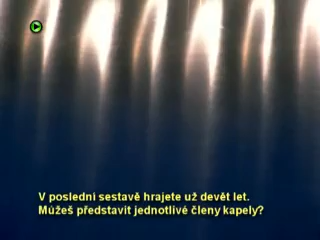 V poslední sestavě hrajete už devět let.
Můžeš představit jednotlivé členy kapely?